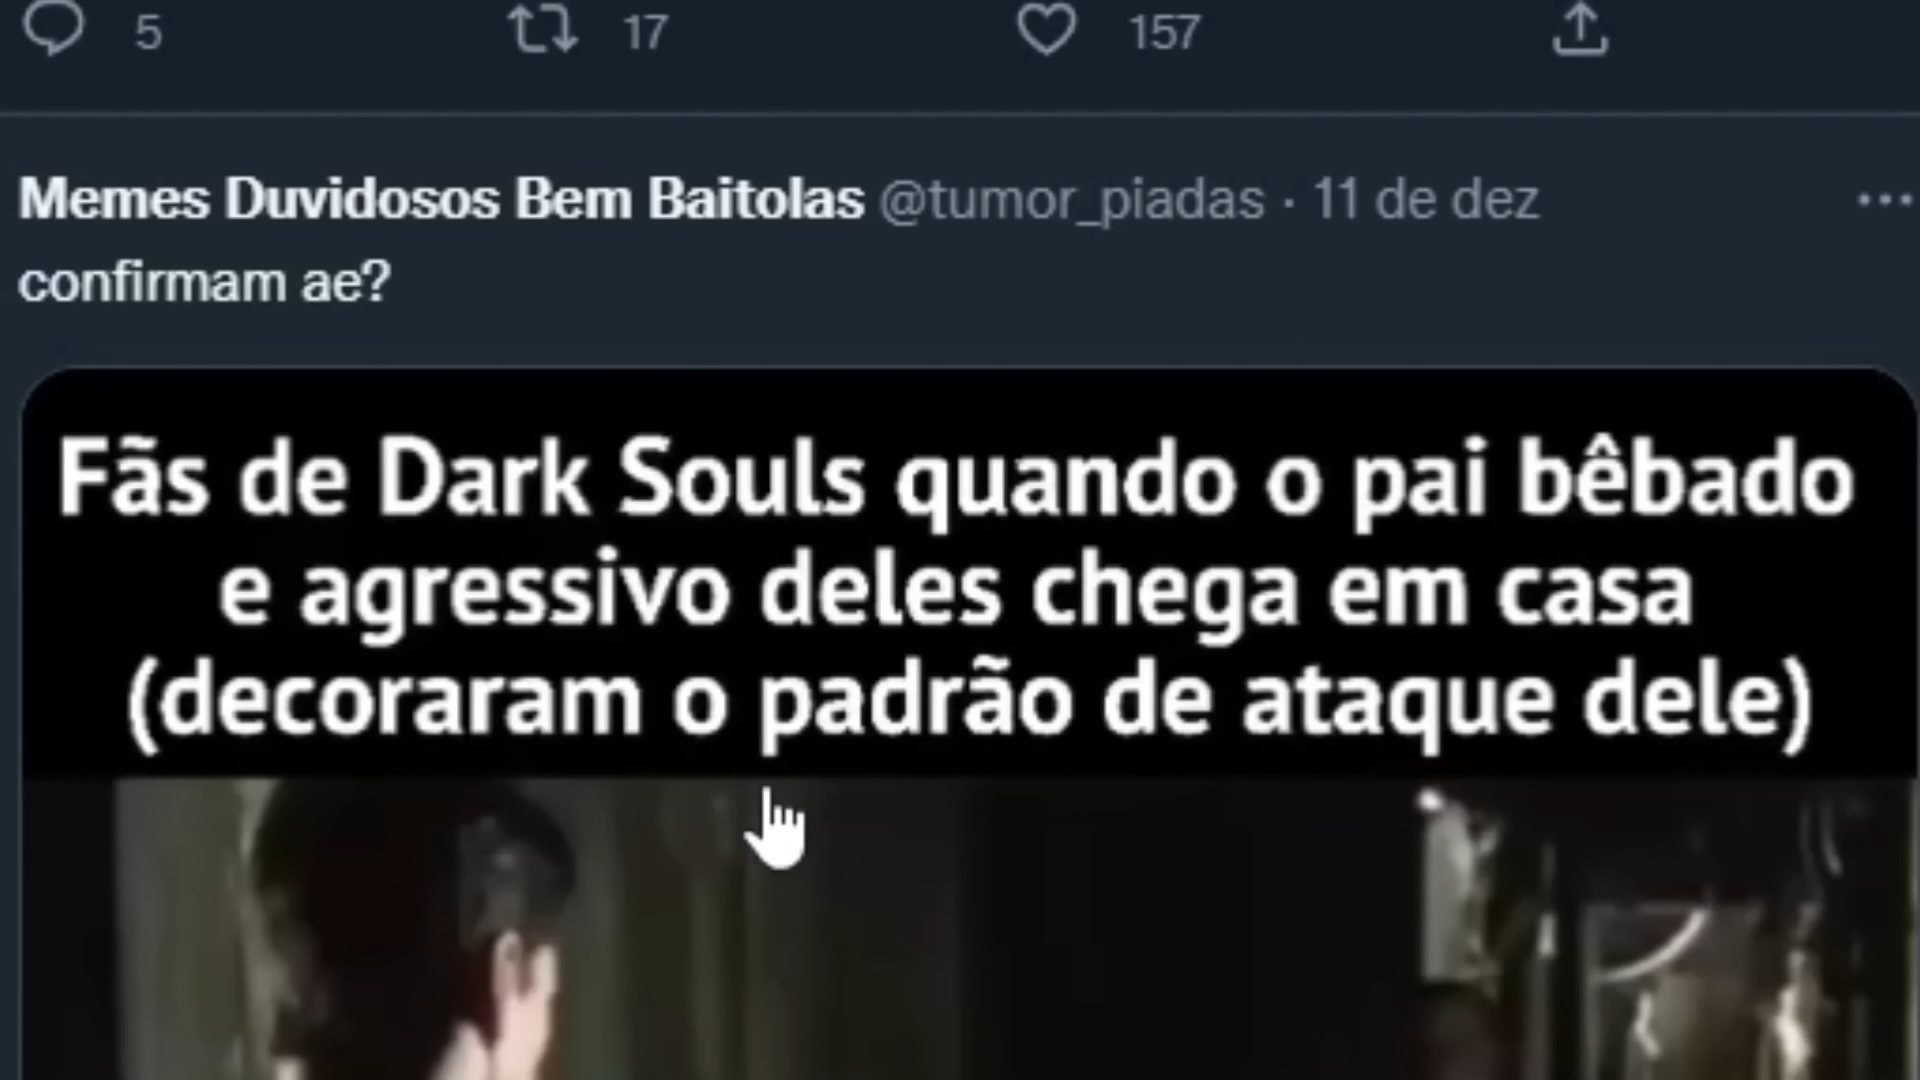 5 17 157
Memes Duvidosos Bem Baitolas @tumor_piadas · 11 de dez
confirmam ae?
Fãs de Dark Souls quando o pai bêbado
e agressivo deles chega em casa
(decoraram o padrão de ataque dele)